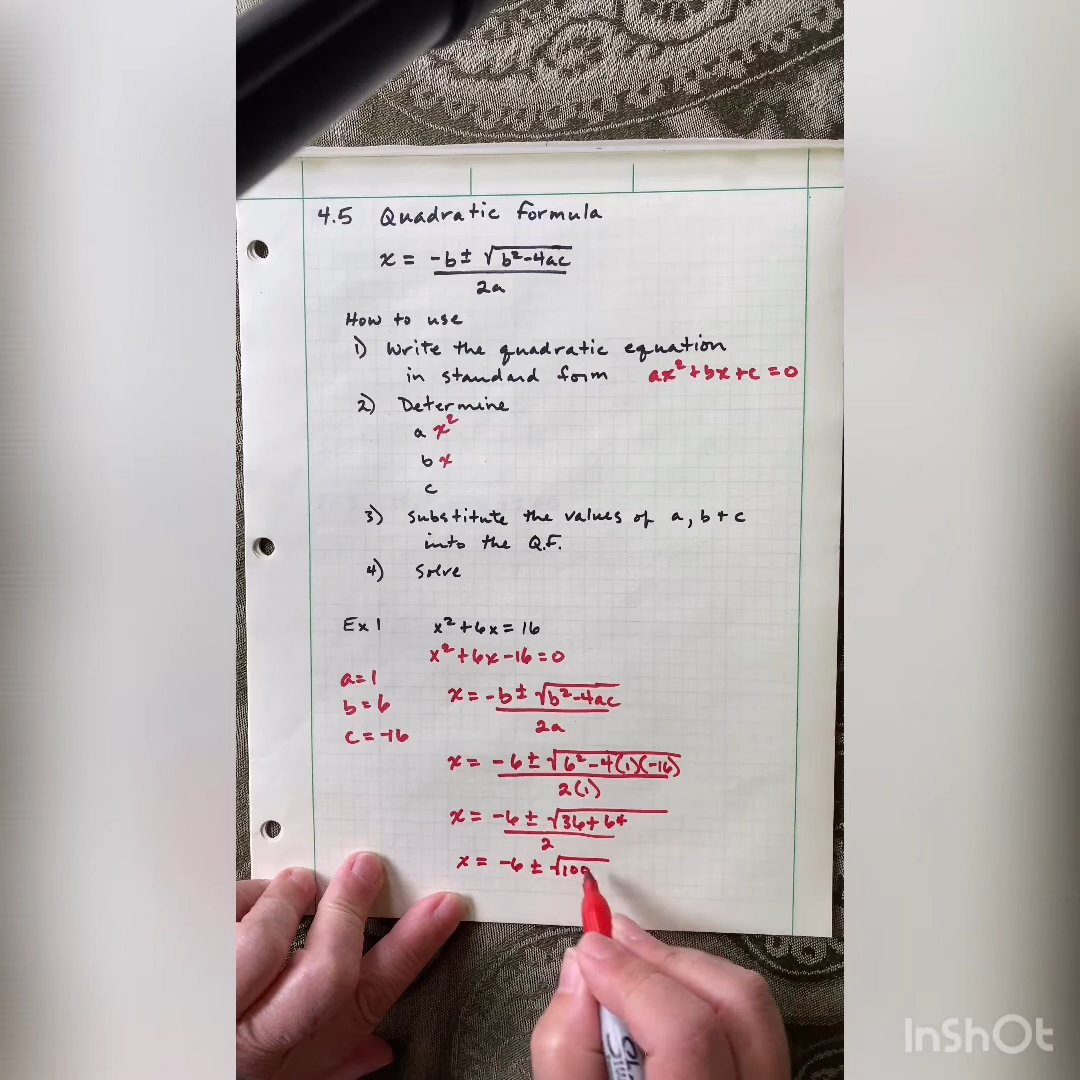 4.5 Quadratic Formula
x = -b ± √b²-4ac
2a
How to use
1) Write the quadratic equation
in standard form ax² + bx + c = 0
2) Determine
a x²
b x
c
3) Substitute the values of a, b + c
into the Q.F.
4) Solve
Ex 1 x² + 6x = 16
x² + 6x - 16 = 0
a = 1
x = -b ± √b²-4ac
b = 6
2a
c = -16
x = -6 ± √6² - 4(1)(-16)
2(1)
x = -6 ± √36 + 64
2
x = -6 ± √100
InShOt